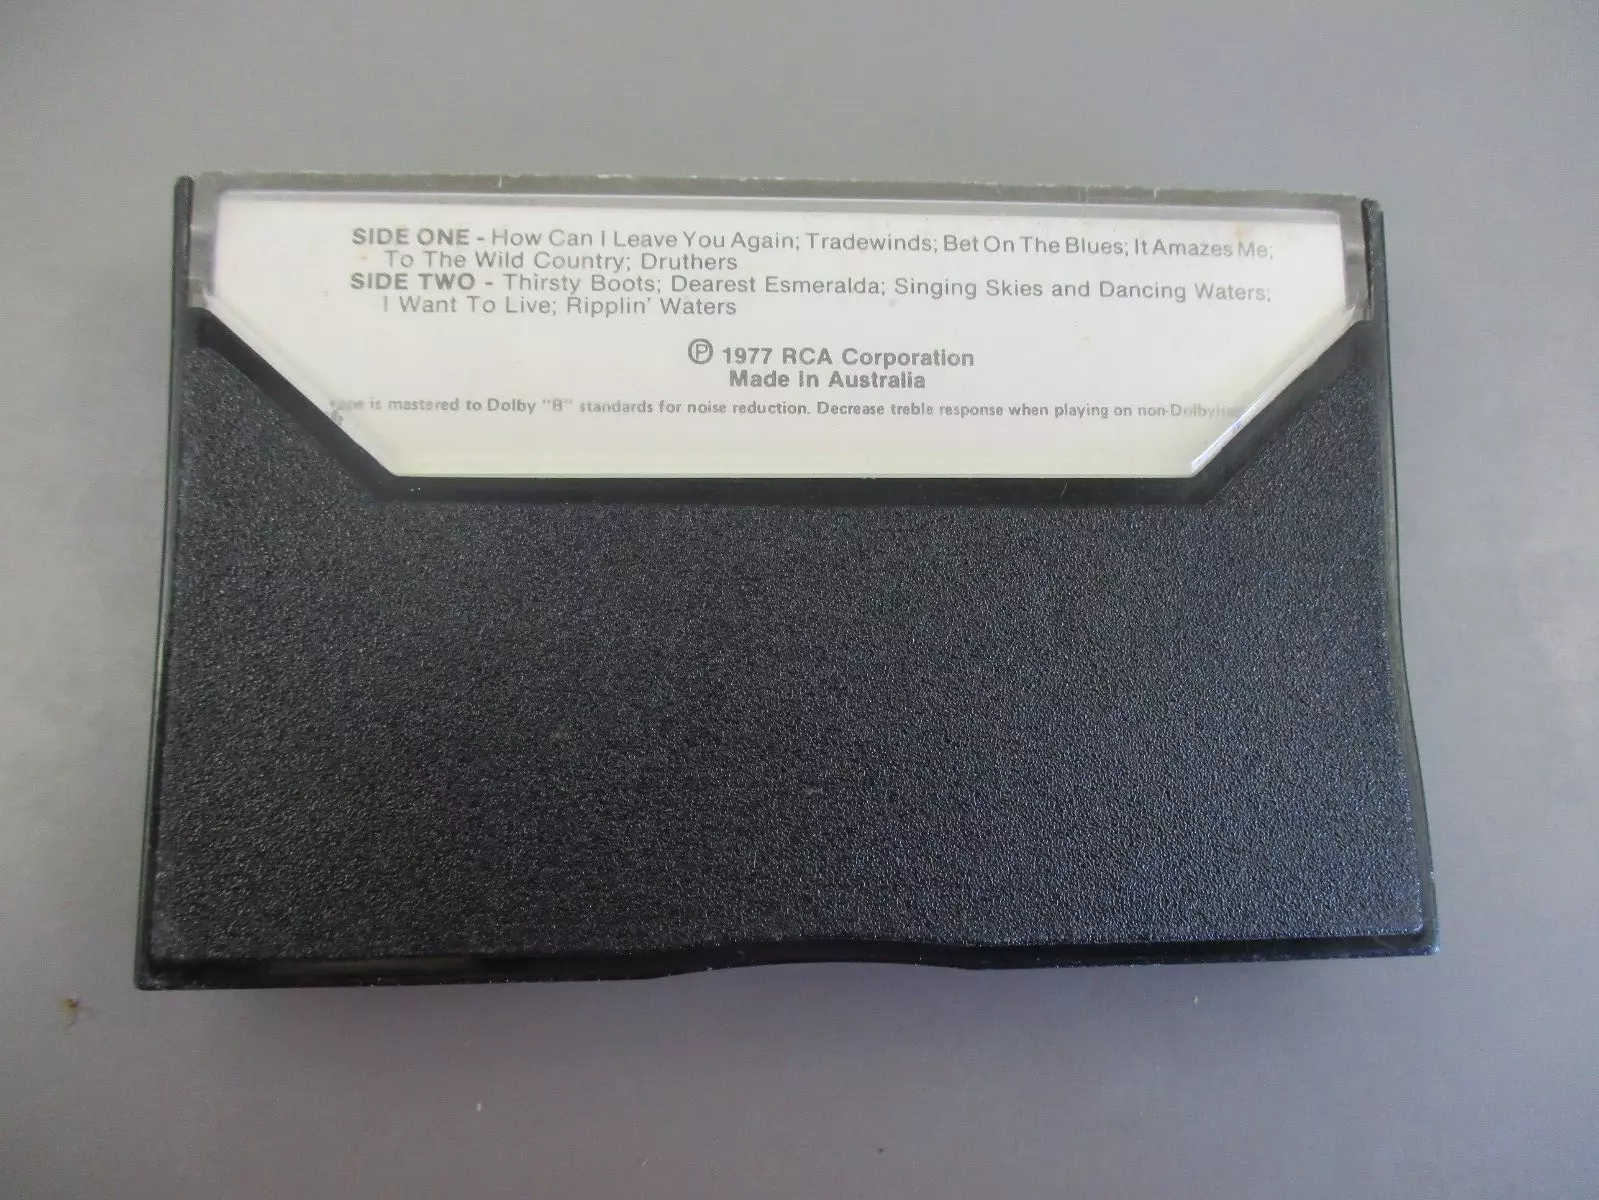 SIDE ONE - How Can I Leave You Again; Tradewinds; Bet On The Blues; It Amazes Me;
To The Wild Country; Druthers
SIDE TWO - Thirsty Boots; Dearest Esmeralda; Singing Skies and Dancing Waters;
I Want To Live; Ripplin' Waters
℗ 1977 RCA Corporation
Made In Australia
is mastered to Dolby "B" standards for noise reduction. Decrease treble response when playing on non-Dolby